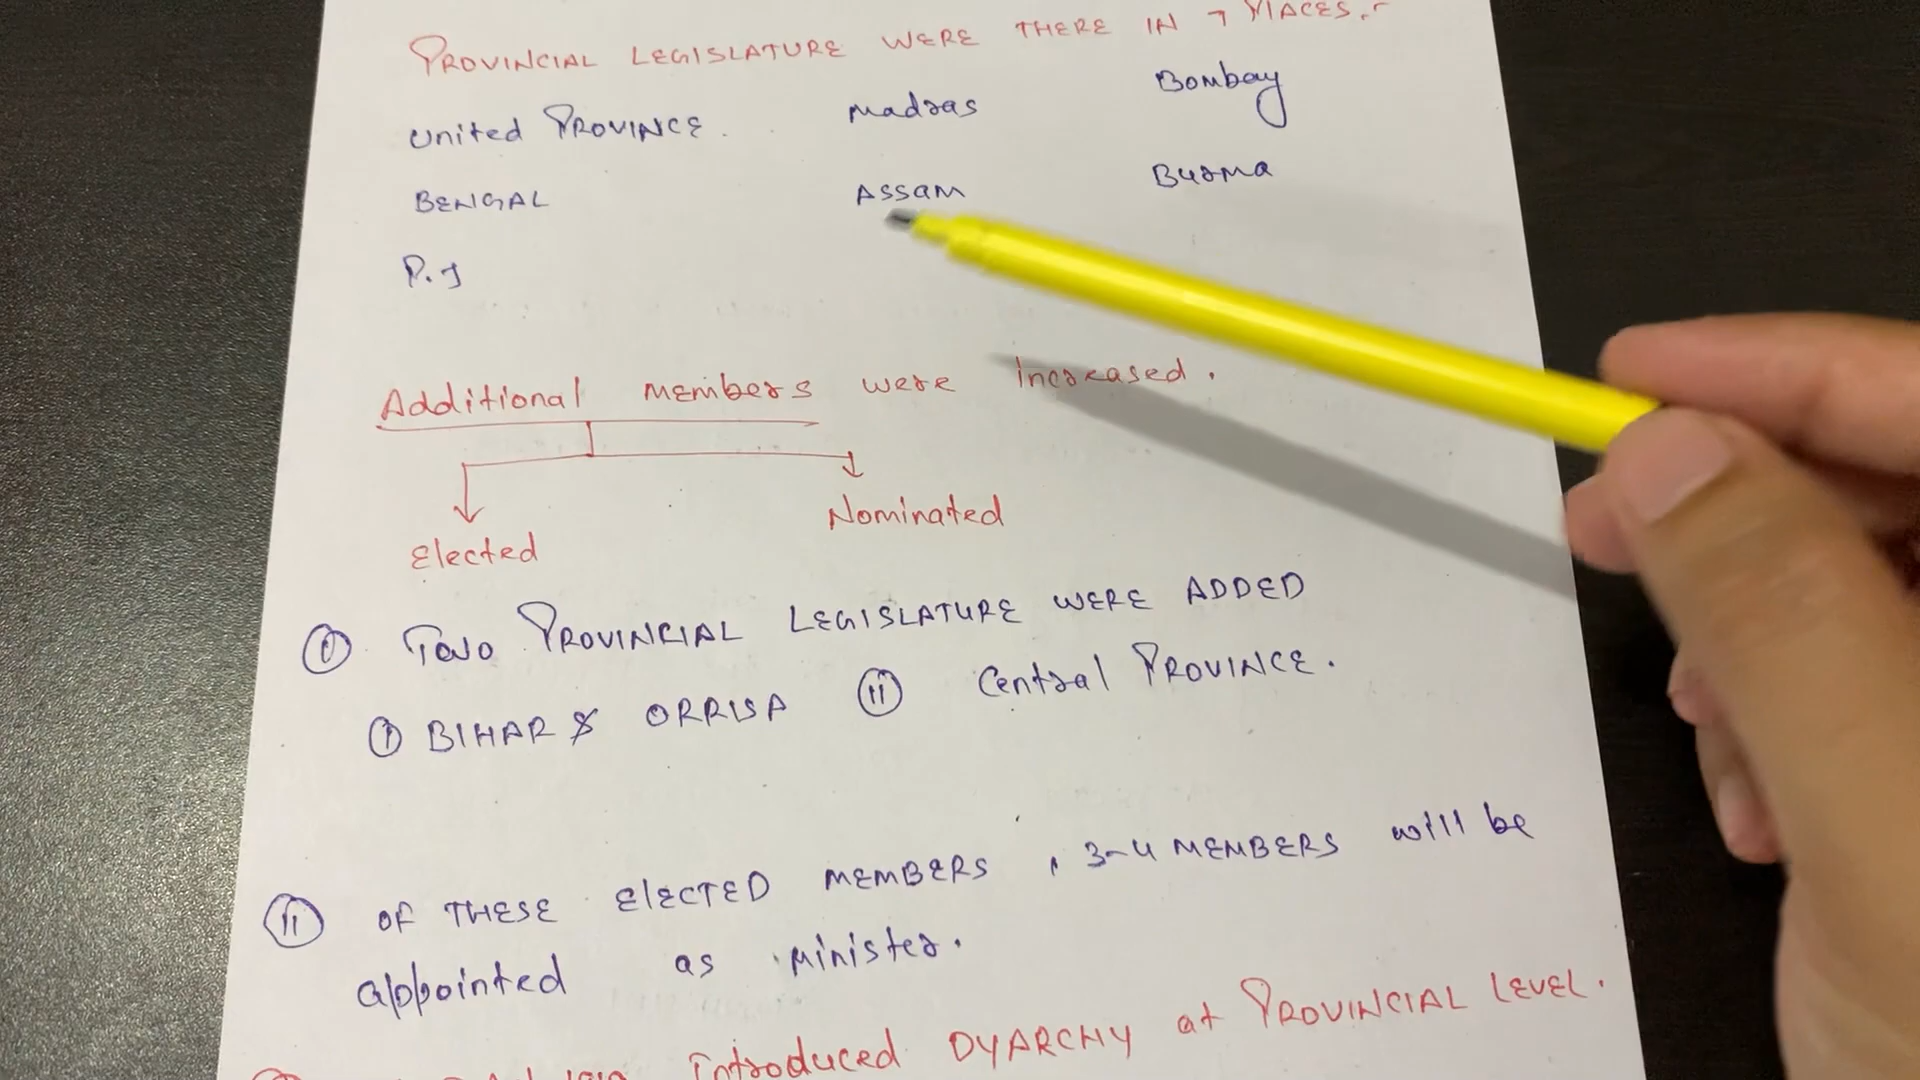 PROVINCIAL LEGISLATURE WERE THERE IN 7 PLACES.
United PROVINCE. Madras Bombay
BENGAL Assam Burma
P.J
Additional members were increased.
Elected Nominated
(i) Two PROVINCIAL LEGISLATURE WERE ADDED
(i) BIHAR & ORRISA (ii) Central PROVINCE.
(ii) OF THESE ElECTED MEMBERS, 3-4 MEMBERS will be
appointed as minister.
introduced DYARCHY at PROVINCIAL LEVEL.